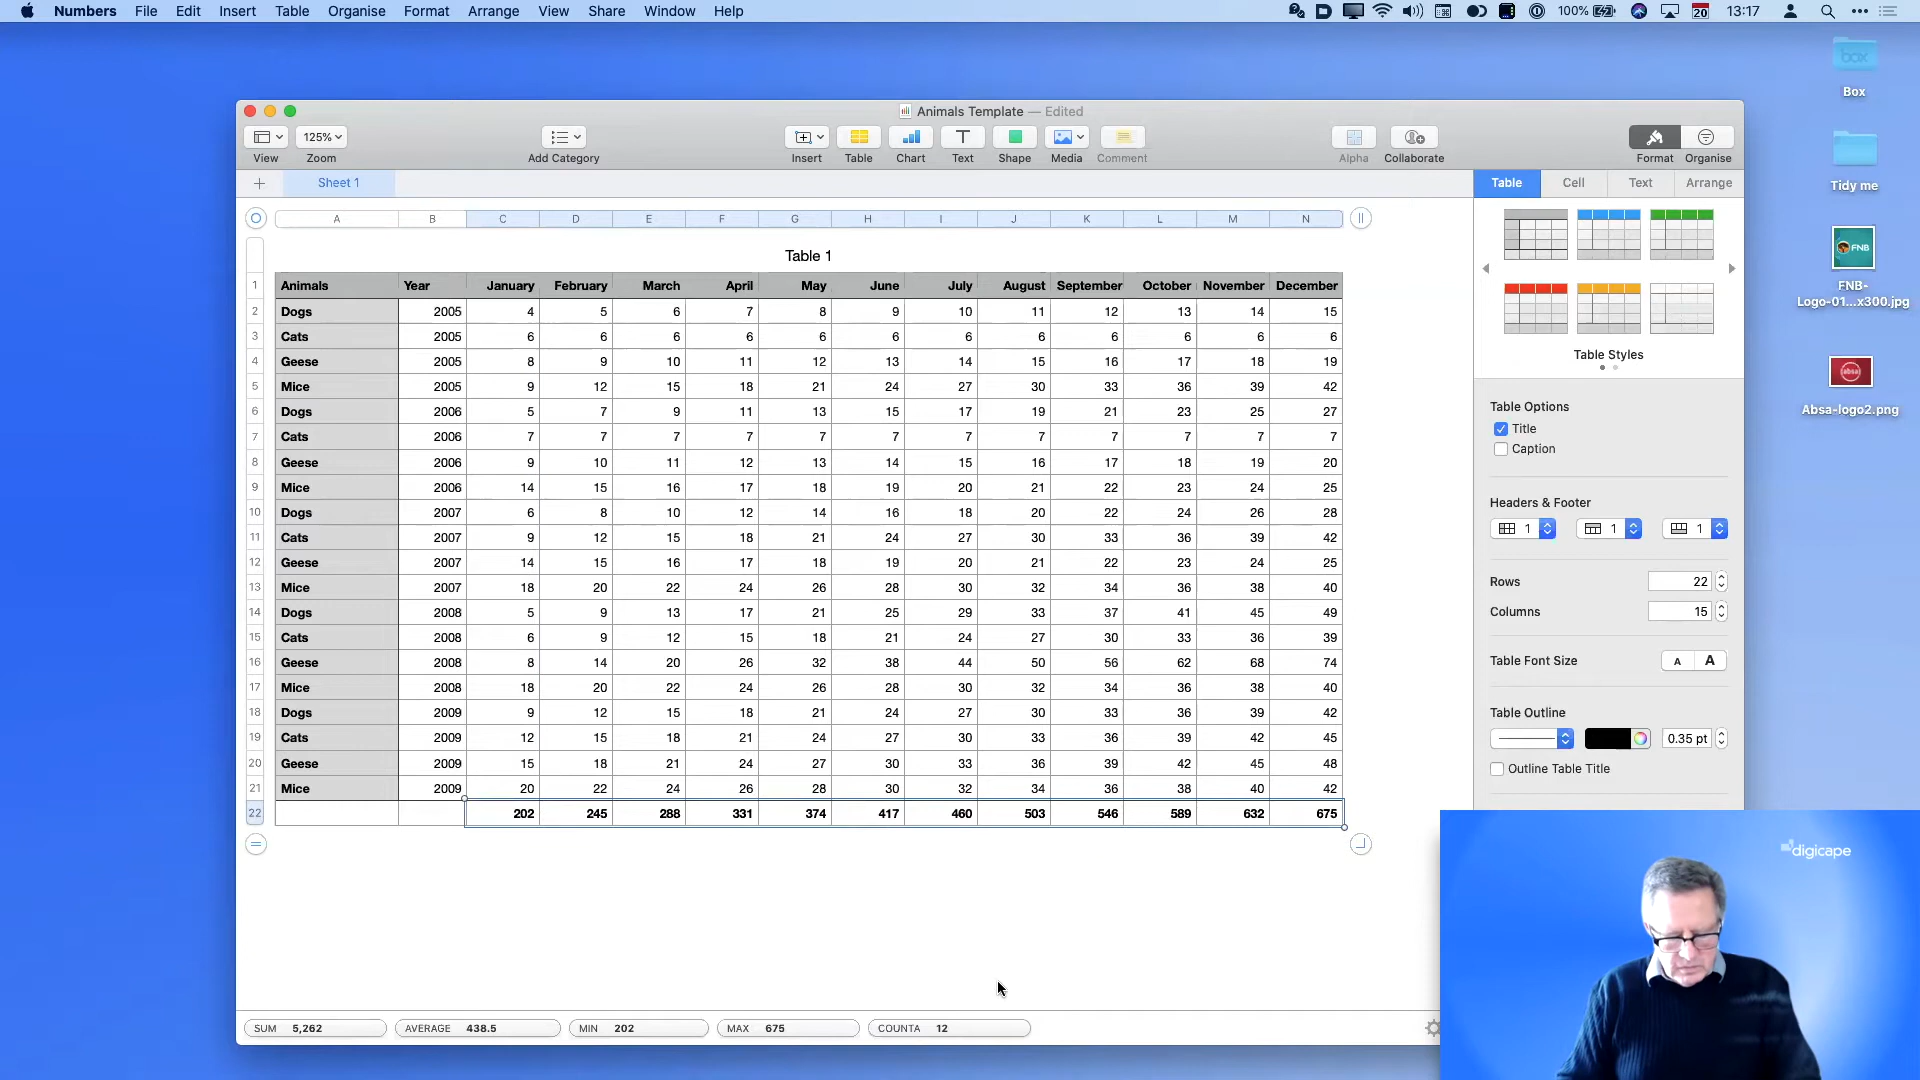 Numbers File Edit Insert Table Organise Format Arrange View Share Window Help 100% 20 13:17
Animals Template — Edited
125%
View Zoom Add Category Insert Table Chart Text Shape Media Comment Alpha Collaborate Format Organise
Sheet 1
Table Cell Text Arrange
A B C D E F G H I J K L M N
Table 1
1 Animals Year January February March April May June July August September October November December
2 Dogs 2005 4 5 6 7 8 9 10 11 12 13 14 15
3 Cats 2005 6 6 6 6 6 6 6 6 6 6 6 6
4 Geese 2005 8 9 10 11 12 13 14 15 16 17 18 19
5 Mice 2005 9 12 15 18 21 24 27 30 33 36 39 42
6 Dogs 2006 5 7 9 11 13 15 17 19 21 23 25 27
7 Cats 2006 7 7 7 7 7 7 7 7 7 7 7 7
8 Geese 2006 9 10 11 12 13 14 15 16 17 18 19 20
9 Mice 2006 14 15 16 17 18 19 20 21 22 23 24 25
10 Dogs 2007 6 8 10 12 14 16 18 20 22 24 26 28
11 Cats 2007 9 12 15 18 21 24 27 30 33 36 39 42
12 Geese 2007 14 15 16 17 18 19 20 21 22 23 24 25
13 Mice 2007 18 20 22 24 26 28 30 32 34 36 38 40
14 Dogs 2008 5 9 13 17 21 25 29 33 37 41 45 49
15 Cats 2008 6 9 12 15 18 21 24 27 30 33 36 39
16 Geese 2008 8 14 20 26 32 38 44 50 56 62 68 74
17 Mice 2008 18 20 22 24 26 28 30 32 34 36 38 40
18 Dogs 2009 9 12 15 18 21 24 27 30 33 36 39 42
19 Cats 2009 12 15 18 21 24 27 30 33 36 39 42 45
20 Geese 2009 15 18 21 24 27 30 33 36 39 42 45 48
21 Mice 2009 20 22 24 26 28 30 32 34 36 38 40 42
22 202 245 288 331 374 417 460 503 546 589 632 675
SUM 5,262 AVERAGE 438.5 MIN 202 MAX 675 COUNTA 12
Table Styles
Table Options
Title
Caption
Headers & Footer
1 1 1
Rows 22
Columns 15
Table Font Size A A
Table Outline
0.35 pt
Outline Table Title
box
Box
Tidy me
FNB
FNB-
Logo-01...x300.jpg
absa
Absa-logo2.png
digicape